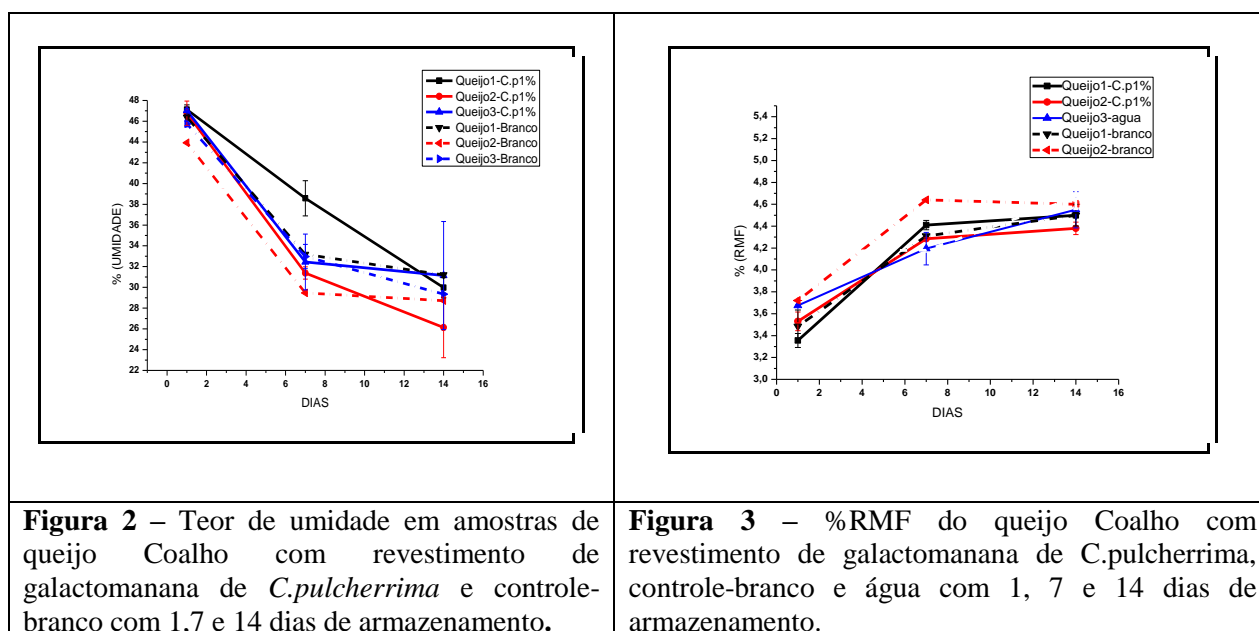 Queijo1-C.p1%
Queijo2-C.p1%
Queijo3-C.p1%
Queijo1-Branco
Queijo2-Branco
Queijo3-Branco
% (UMIDADE)
48
46
44
42
40
38
36
34
32
30
28
26
24
22
0 2 4 6 8 10 12 14 16
DIAS
Queijo1-C.p1%
Queijo2-C.p1%
Queijo3-agua
Queijo1-branco
Queijo2-branco
% (RMF)
5,4
5,2
5,0
4,8
4,6
4,4
4,2
4,0
3,8
3,6
3,4
3,2
3,0
0 2 4 6 8 10 12 14 16
DIAS
Figura 2 – Teor de umidade em amostras de
queijo Coalho com revestimento de
galactomanana de C.pulcherrima e controle-
branco com 1,7 e 14 dias de armazenamento.
Figura 3 – %RMF do queijo Coalho com
revestimento de galactomanana de C.pulcherrima,
controle-branco e água com 1, 7 e 14 dias de
armazenamento.